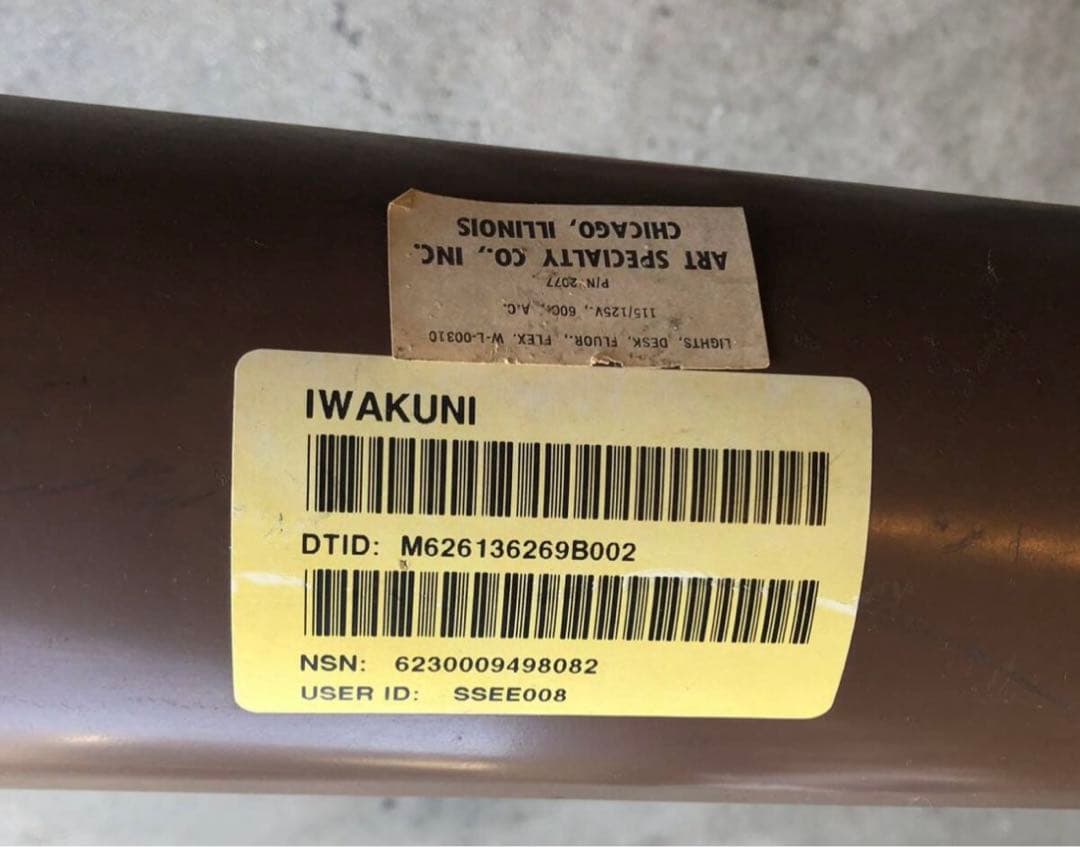 LIGHTS, DESK, FLUOR., FLEX. W-L-00310
115/125V., 60C, A.C.
P/N 2077
ART SPECIALTY CO., INC.
CHICAGO, ILLINOIS
IWAKUNI
DTID: M626136269B002
NSN: 6230009498082
USER ID: SSEE008